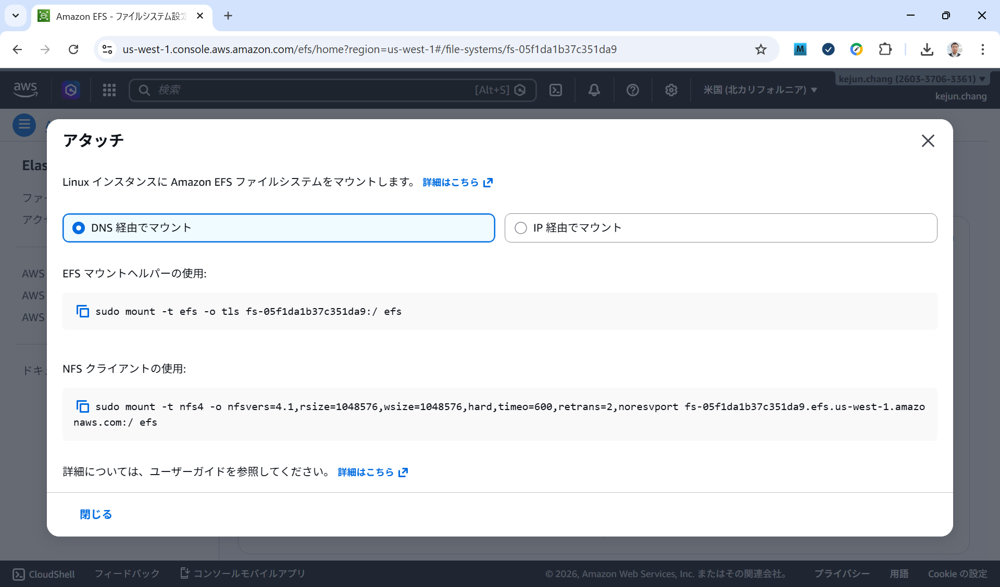 Amazon EFS - ファイルシステム設定
us-west-1.console.aws.amazon.com/efs/home?region=us-west-1#/file-systems/fs-05f1da1b37c351da9
M
aws
検索
[Alt+S]
米国 (北カリフォルニア) ▼
kejun.chang (2603-3706-3361) ▼
kejun.chang
Elas
ファイ
アク
AWS
AWS
AWS
ドキュ
アタッチ
Linux インスタンスに Amazon EFS ファイルシステムをマウントします。 詳細はこちら
DNS 経由でマウント
IP 経由でマウント
EFS マウントヘルパーの使用:
sudo mount -t efs -o tls fs-05f1da1b37c351da9:/ efs
NFS クライアントの使用:
sudo mount -t nfs4 -o nfsvers=4.1,rsize=1048576,wsize=1048576,hard,timeo=600,retrans=2,noresvport fs-05f1da1b37c351da9.efs.us-west-1.amazo
naws.com:/ efs
詳細については、ユーザーガイドを参照してください。 詳細はこちら
閉じる
CloudShell
フィードバック
コンソールモバイルアプリ
© 2026, Amazon Web Services, Inc. またはその関連会社。
プライバシー
用語
Cookie の設定